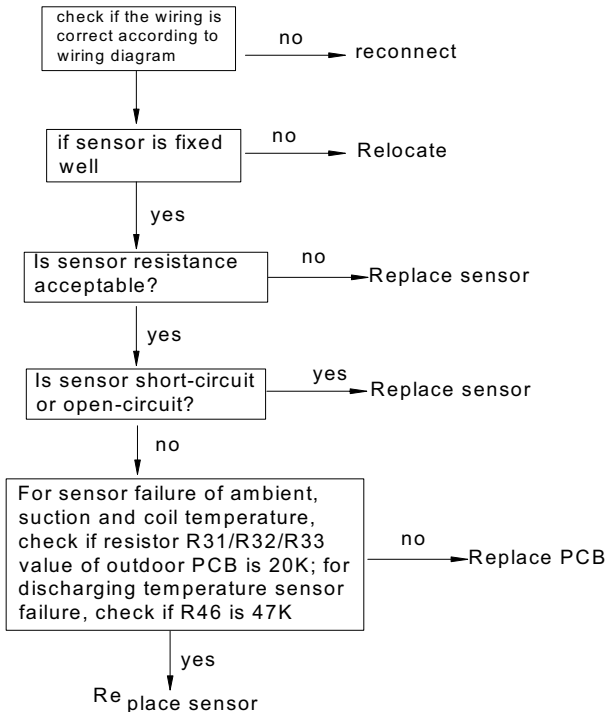 check if the wiring is
correct according to
wiring diagram
no
reconnect
if sensor is fixed
well
no
Relocate
yes
Is sensor resistance
acceptable?
no
Replace sensor
yes
Is sensor short-circuit
or open-circuit?
yes
Replace sensor
no
For sensor failure of ambient,
suction and coil temperature,
check if resistor R31/R32/R33
value of outdoor PCB is 20K; for
discharging temperature sensor
failure, check if R46 is 47K
no
Replace PCB
yes
Re place sensor